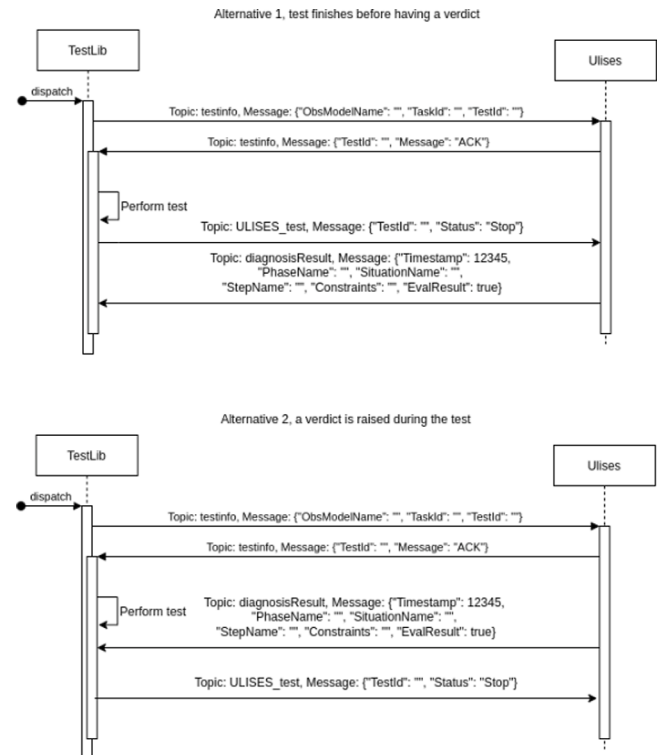 Alternative 1, test finishes before having a verdict
TestLib
Ulises
dispatch
Topic: testinfo, Message: {"ObsModelName": "", "TaskId": "", "TestId": ""}
Topic: testinfo, Message: {"TestId": "", "Message": "ACK"}
Perform test
Topic: ULISES_test, Message: {"TestId": "", "Status": "Stop"}
Topic: diagnosisResult, Message: {"Timestamp": 12345,
"PhaseName": "", "SituationName": "",
"StepName": "", "Constraints": "", "EvalResult": true}
Alternative 2, a verdict is raised during the test
TestLib
Ulises
dispatch
Topic: testinfo, Message: {"ObsModelName": "", "TaskId": "", "TestId": ""}
Topic: testinfo, Message: {"TestId": "", "Message": "ACK"}
Perform test
Topic: diagnosisResult, Message: {"Timestamp": 12345,
"PhaseName": "", "SituationName": "",
"StepName": "", "Constraints": "", "EvalResult": true}
Topic: ULISES_test, Message: {"TestId": "", "Status": "Stop"}